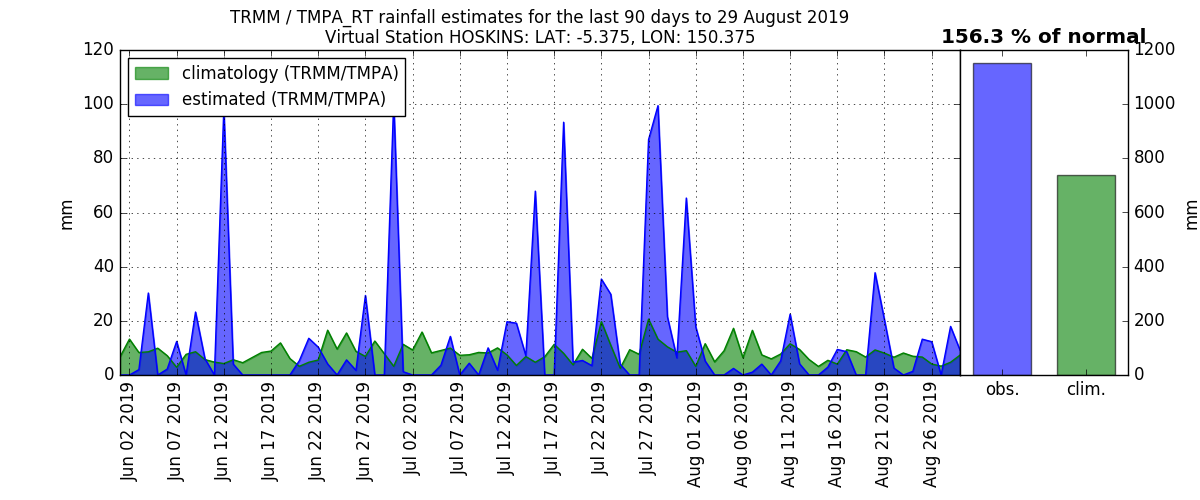 TRMM / TMPA_RT rainfall estimates for the last 90 days to 29 August 2019
Virtual Station HOSKINS: LAT: -5.375, LON: 150.375
156.3 % of normal
climatology (TRMM/TMPA)
estimated (TRMM/TMPA)
120
100
80
60
40
20
0
mm
1200
1000
800
600
400
200
0
mm
obs.
clim.
Jun 02 2019
Jun 07 2019
Jun 12 2019
Jun 17 2019
Jun 22 2019
Jun 27 2019
Jul 02 2019
Jul 07 2019
Jul 12 2019
Jul 17 2019
Jul 22 2019
Jul 27 2019
Aug 01 2019
Aug 06 2019
Aug 11 2019
Aug 16 2019
Aug 21 2019
Aug 26 2019